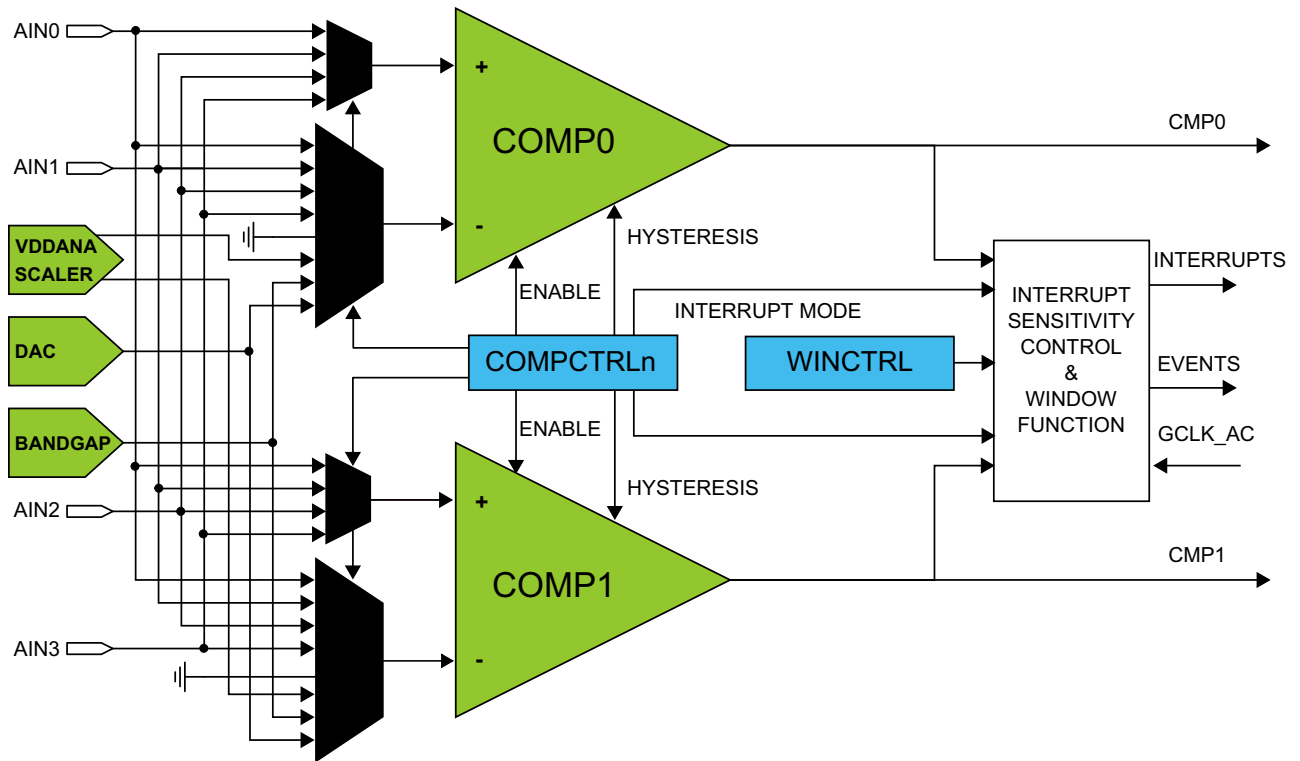 AIN0
+
COMP0
CMP0
AIN1
-
HYSTERESIS
VDDANA
SCALER
ENABLE
INTERRUPT MODE
INTERRUPT
SENSITIVITY
CONTROL
&
WINDOW
FUNCTION
INTERRUPTS
DAC
COMPCTRLn
WINCTRL
EVENTS
BANDGAP
ENABLE
GCLK_AC
HYSTERESIS
AIN2
+
COMP1
CMP1
AIN3
-